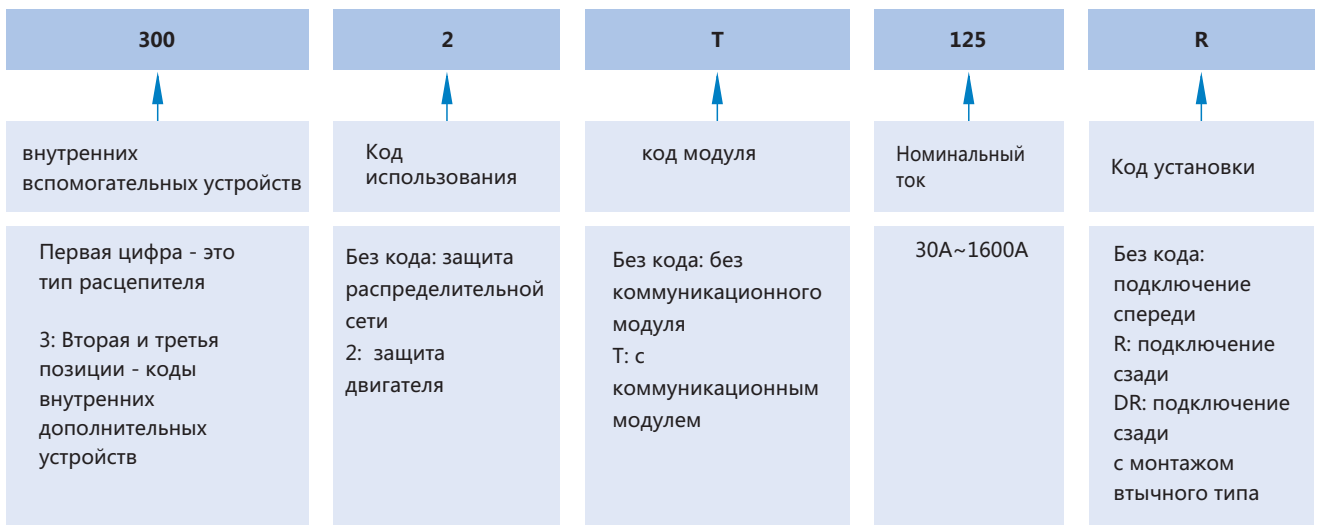 300
2
T
125
R
внутренних
вспомогательных устройств
Код
использования
код модуля
Номинальный
ток
Код установки
Первая цифра - это
тип расцепителя
3: Вторая и третья
позиции - коды
внутренних
дополнительных
устройств
Без кода: защита
распределительной
сети
2: защита
двигателя
Без кода: без
коммуникационного
модуля
Т: с
коммуникационным
модулем
30A~1600A
Без кода:
подключение
спереди
R: подключение
сзади
DR: подключение
сзади
с монтажом
втычного типа